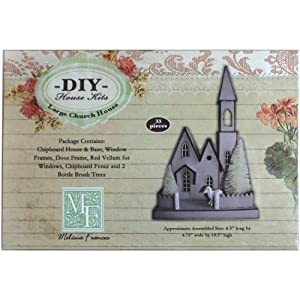 -DIY-
House Kits
Large Church House
33
pieces
Package Contains:
Chipboard House & Base, Window
Frames, Door Frame, Red Vellum for
Windows, Chipboard Fence and 2
Bottle Brush Trees
MF
Melissa Frances
Approximate Assembled Size: 6.5" long by
4.75" wide by 10.5" high